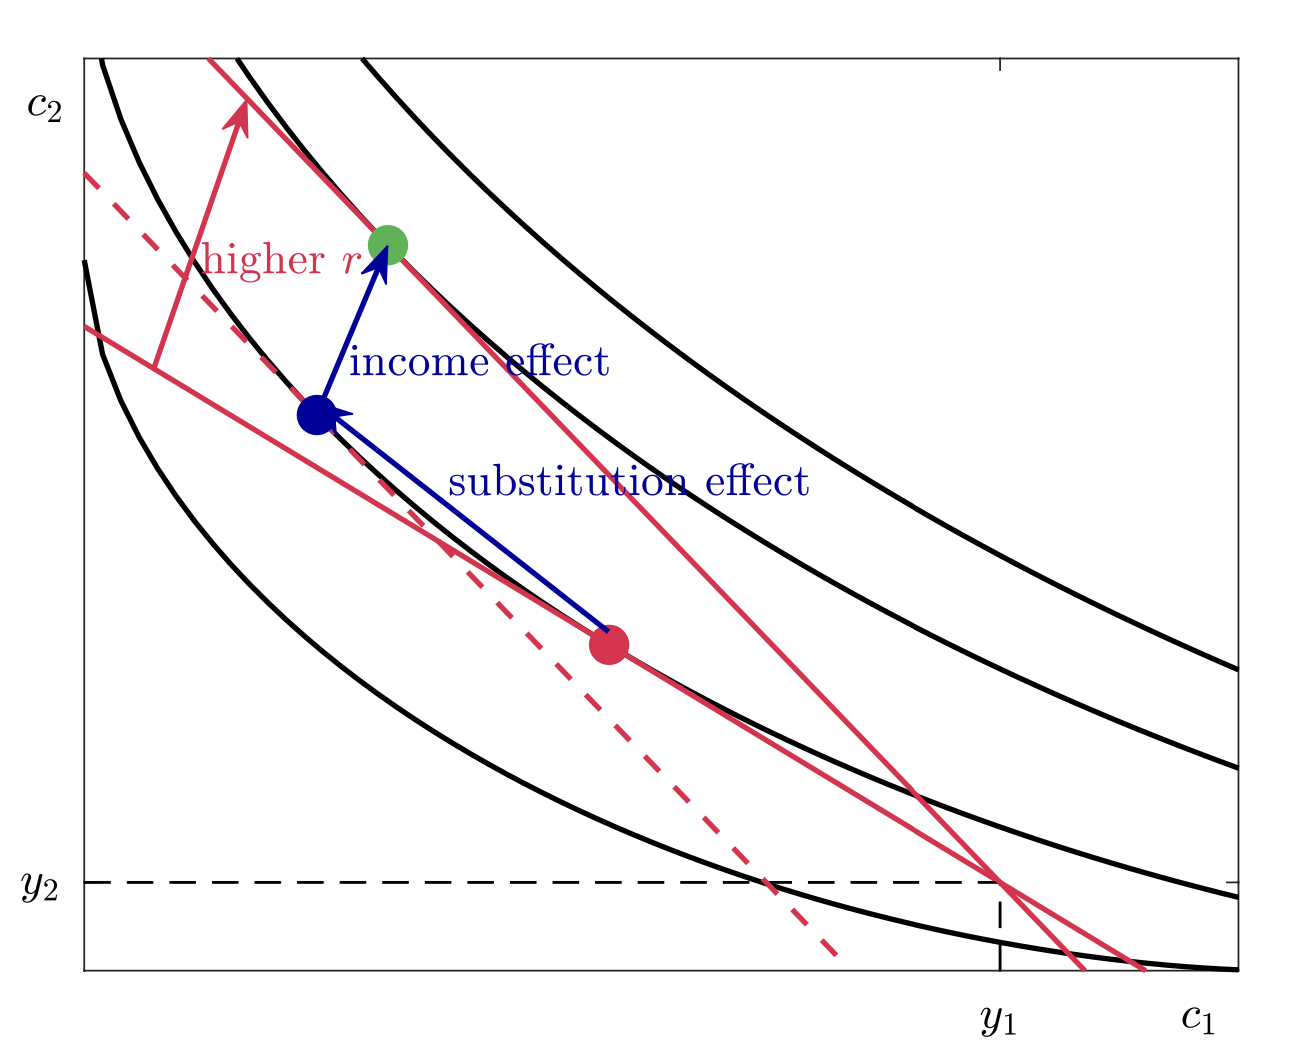 c₂
higher r
income effect
substitution effect
y₂
y₁
c₁